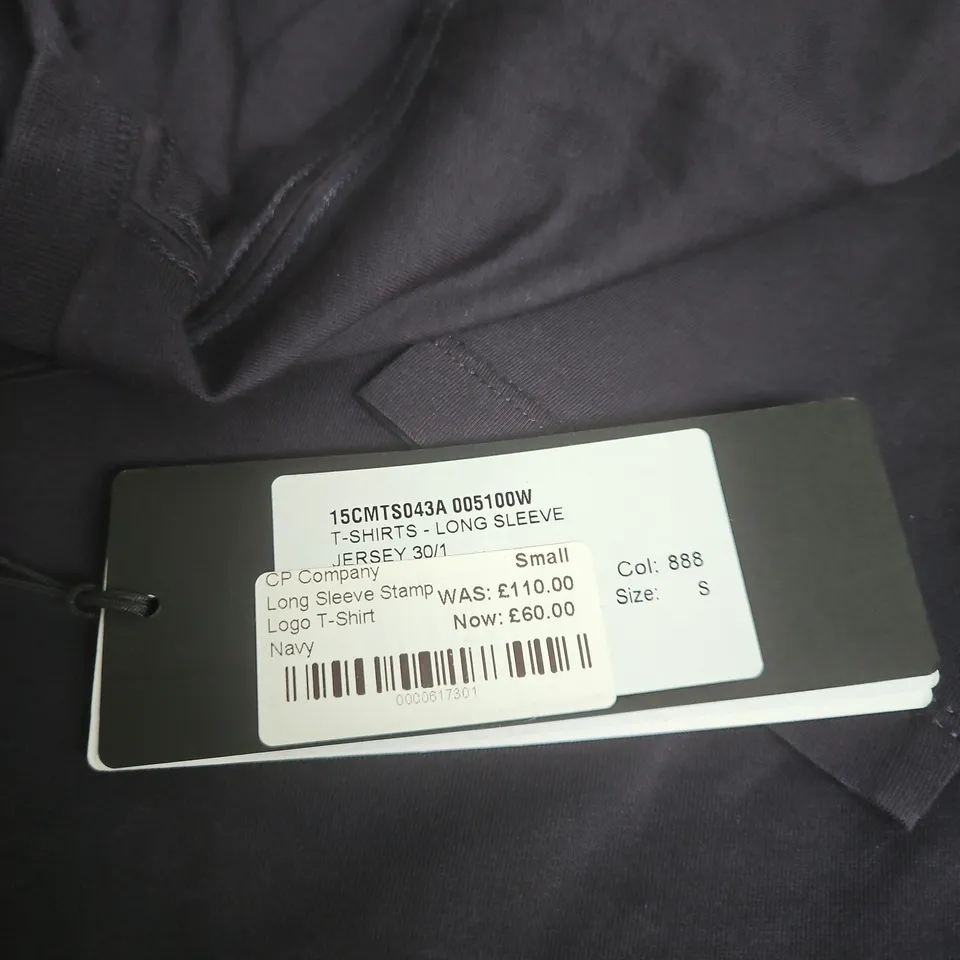 15CMTS043A 005100W
T-SHIRTS - LONG SLEEVE
JERSEY 30/1
Col: 888
Size: S
CP Company
Small
Long Sleeve Stamp
WAS: £110.00
Logo T-Shirt
Now: £60.00
Navy
0000617301